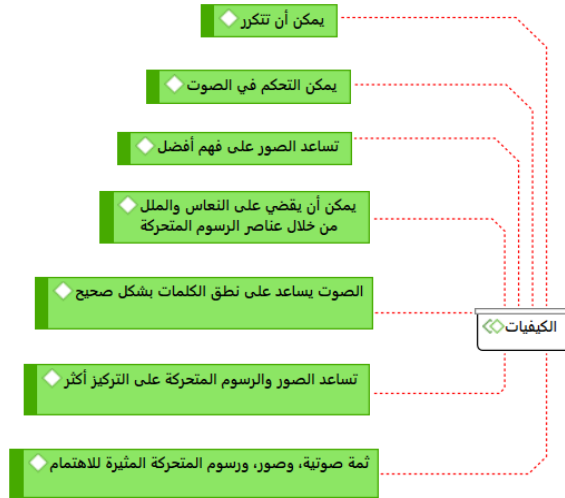 يمكن أن تتكرر
يمكن التحكم في الصوت
تساعد الصور على فهم أفضل
يمكن أن يقضي على النعاس والملل
من خلال عناصر الرسوم المتحركة
الصوت يساعد على نطق الكلمات بشكل صحيح
الكيفيات
تساعد الصور والرسوم المتحركة على التركيز أكثر
ثمة صوتية، وصور، ورسوم المتحركة المثيرة للاهتمام